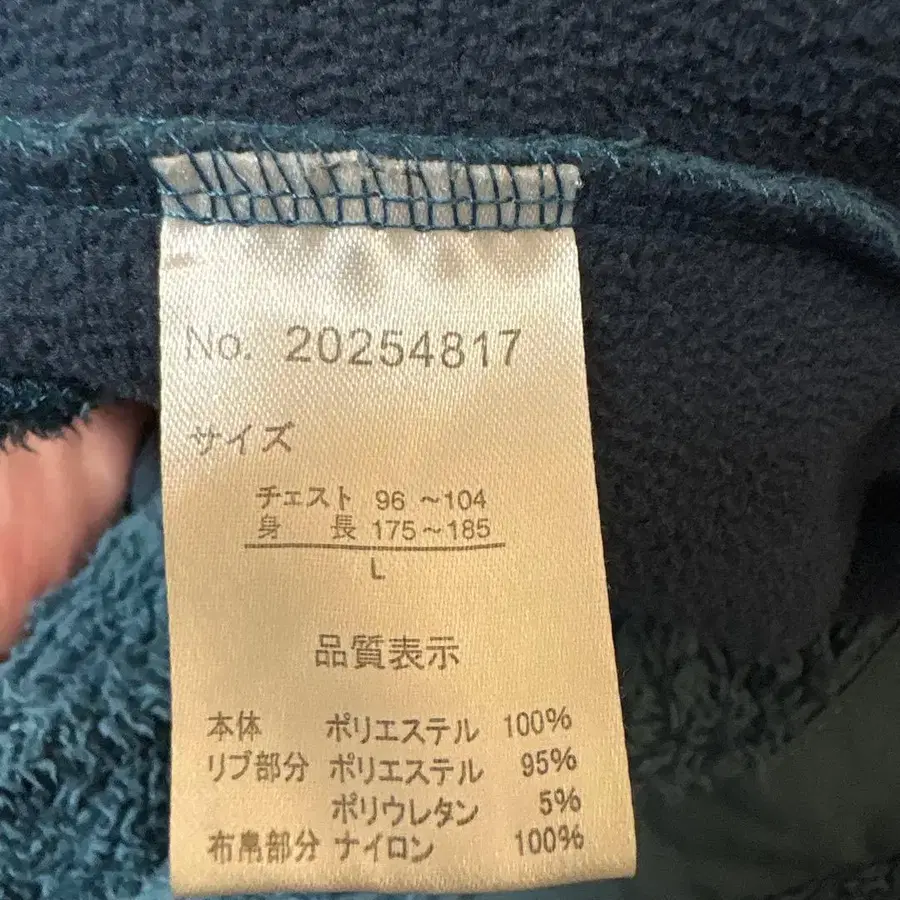 No. 20254817
サイズ
チェスト 96 ～104
身 長 175～185
L
品質表示
本体 ポリエステル 100%
リブ部分 ポリエステル 95%
ポリウレタン 5%
布帛部分 ナイロン 100%